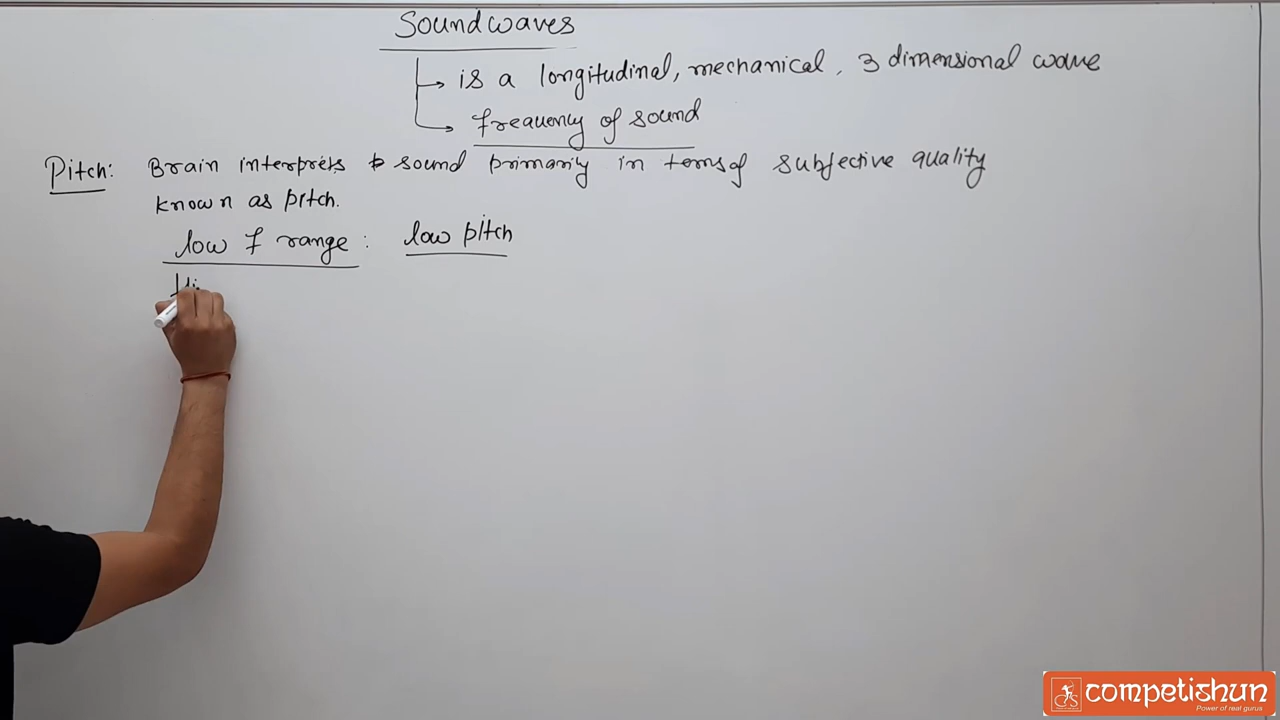 Soundwaves
is a longitudinal, mechanical, 3 dimensional wave
frequency of sound
Pitch: Brain interprets sound primarily in terms of subjective quality
known as pitch.
low f range : low pitch
Hi
competishun
Power of real gurus